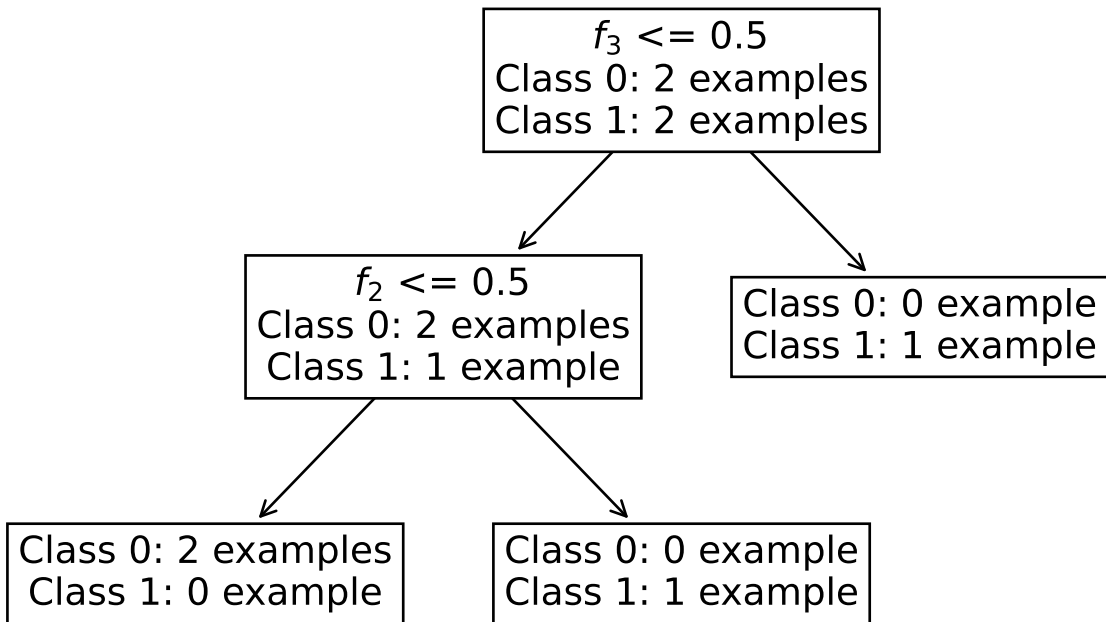 f₃ <= 0.5
Class 0: 2 examples
Class 1: 2 examples
f₂ <= 0.5
Class 0: 2 examples
Class 1: 1 example
Class 0: 0 example
Class 1: 1 example
Class 0: 2 examples
Class 1: 0 example
Class 0: 0 example
Class 1: 1 example